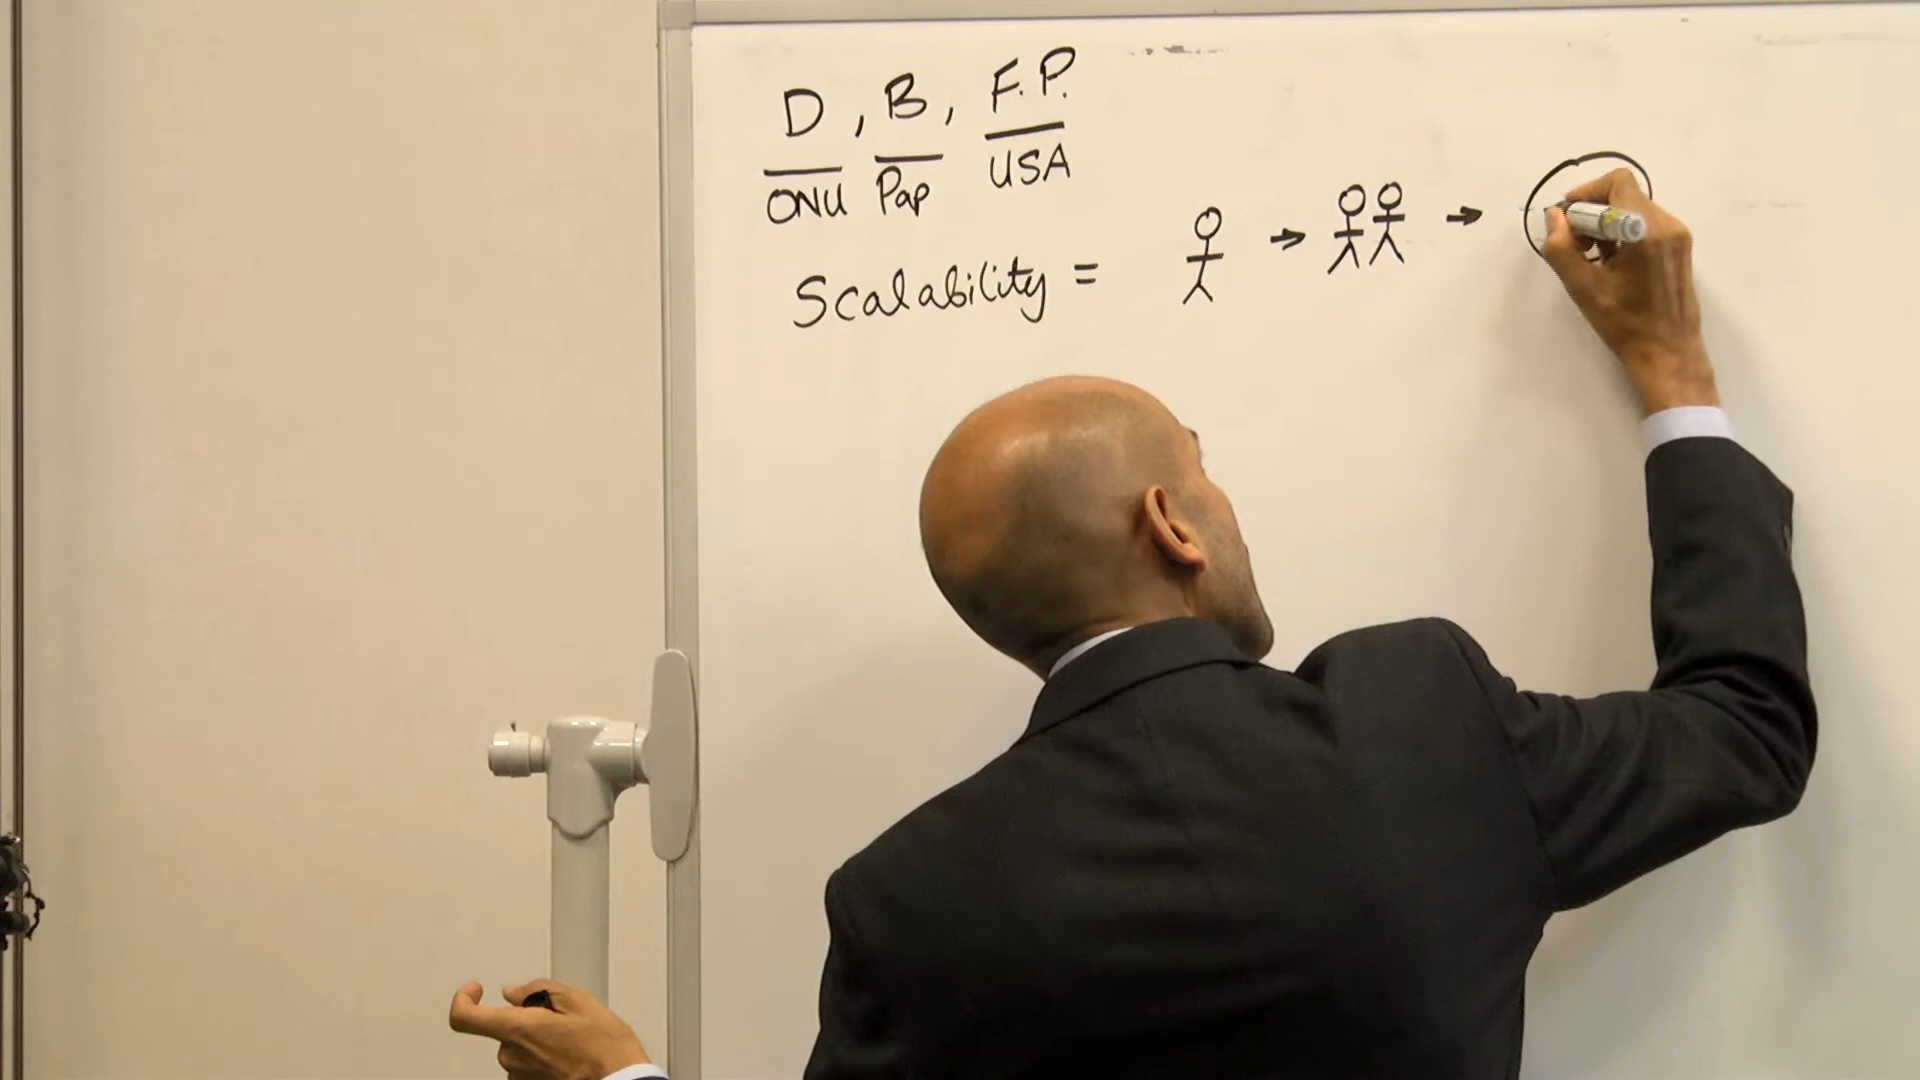 D, B, F.P.
ONU Pap USA
Scalability = → →